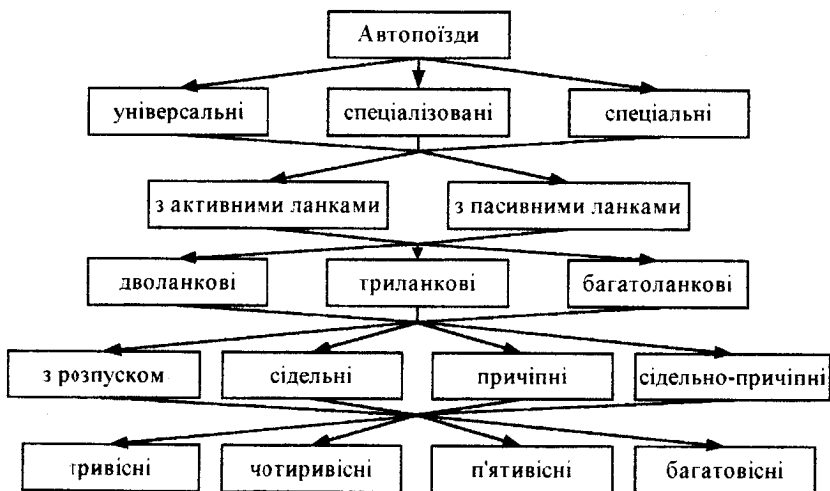 Автопоїзди
універсальні спеціалізовані спеціальні
з активними ланками з пасивними ланками
дволанкові триланкові багатоланкові
з розпуском сідельні причіпні сідельно-причіпні
тривісні чотиривісні п'ятивісні багатовісні